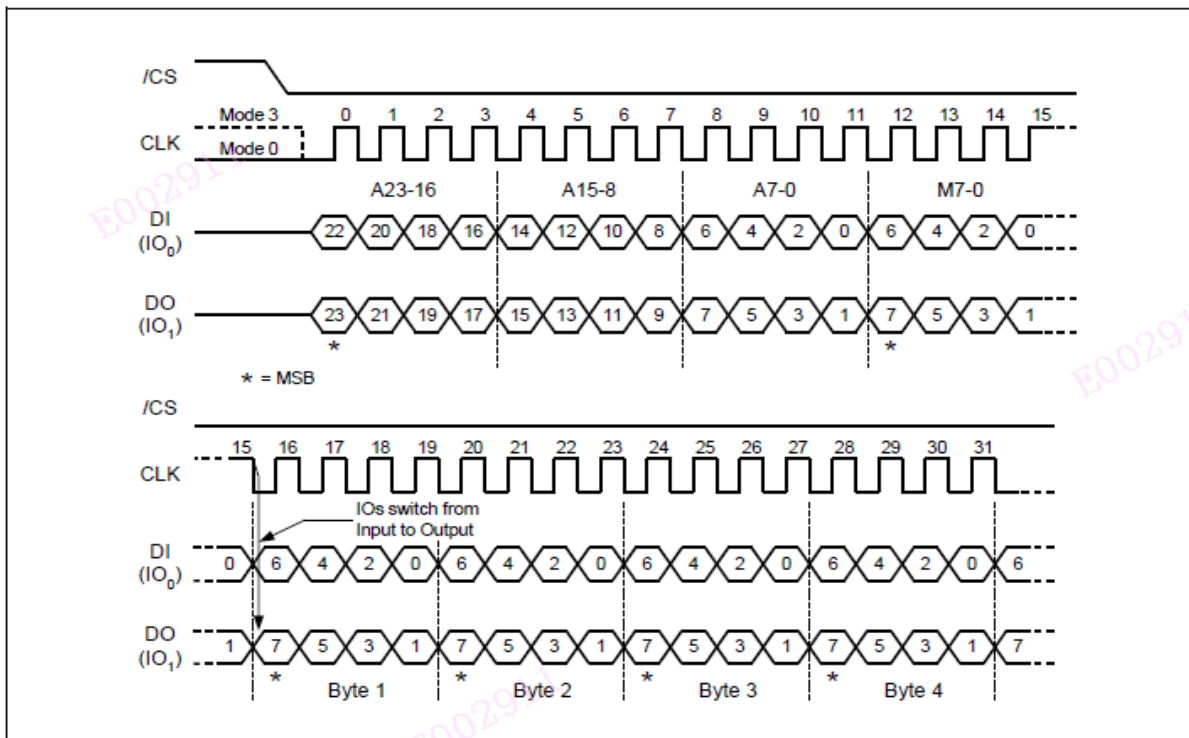 /CS
Mode 3 0 1 2 3 4 5 6 7 8 9 10 11 12 13 14 15
CLK
Mode 0
A23-16 A15-8 A7-0 M7-0
DI
(IO0) 22 20 18 16 14 12 10 8 6 4 2 0 6 4 2 0
DO
(IO1) 23 21 19 17 15 13 11 9 7 5 3 1 7 5 3 1
* *
* = MSB
/CS
15 16 17 18 19 20 21 22 23 24 25 26 27 28 29 30 31
CLK
IOs switch from
Input to Output
DI
(IO0) 0 6 4 2 0 6 4 2 0 6 4 2 0 6 4 2 0 6
DO
(IO1) 1 7 5 3 1 7 5 3 1 7 5 3 1 7 5 3 1 7
* Byte 1 * Byte 2 * Byte 3 * Byte 4
E002911
E002911